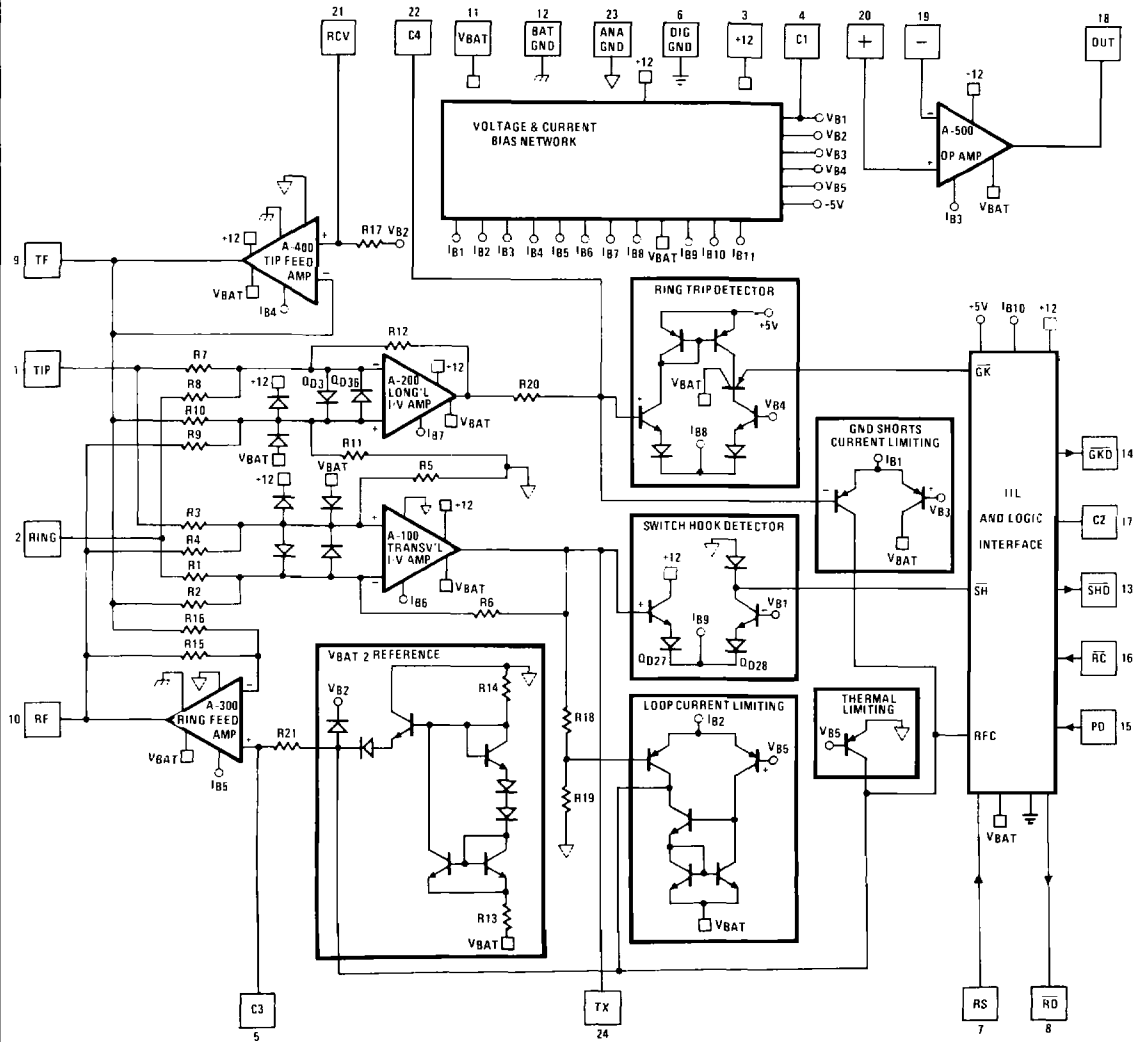 21
22
11
12
23
6
3
4
20
19
18
RCV
C4
VBAT
BAT GND
ANA GND
DIG GND
+12
C1
+
-
OUT
+12
-12
VOLTAGE & CURRENT
BIAS NETWORK
VB1
VB2
VB3
VB4
VB5
-5V
-
A-500
OP AMP
+
IB3
VBAT
IB1
IB2
IB3
IB4
IB5
IB6
IB7
IB8
VBAT
IB9
IB10
IB11
R17
VB2
+
A-400
TIP FEED
AMP
-
+12
VBAT
IB4
9
TF
1
TIP
2
RING
10
RF
R7
R8
R10
R9
+12
VBAT
QD3
QD36
R12
-
A-200
LONG'L
I-V AMP
+
+12
VBAT
IB7
R20
R11
R5
+12
VBAT
R3
R4
R1
R2
R16
R15
+
A-100
TRANSV'L
I-V AMP
-
+12
VBAT
IB6
R6
RING TRIP DETECTOR
+5V
VBAT
+
IB8
VB4
GND SHORTS
CURRENT LIMITING
IB1
-
+
VB3
VBAT
SWITCH HOOK DETECTOR
+12
+
IB9
-
VB1
QD27
QD28
-
A-300
RING FEED
AMP
+
VBAT
IB5
R21
VBAT 2 REFERENCE
VB2
R14
R13
VBAT
R18
R19
LOOP CURRENT LIMITING
IB2
VB5
+
VBAT
THERMAL
LIMITING
VB5
+5V
IB10
+12
GK
SH
RFC
IIL
AND LOGIC
INTERFACE
VBAT
GKD
14
C2
17
SHD
13
RC
16
PD
15
C3
5
TX
24
RS
7
RD
8